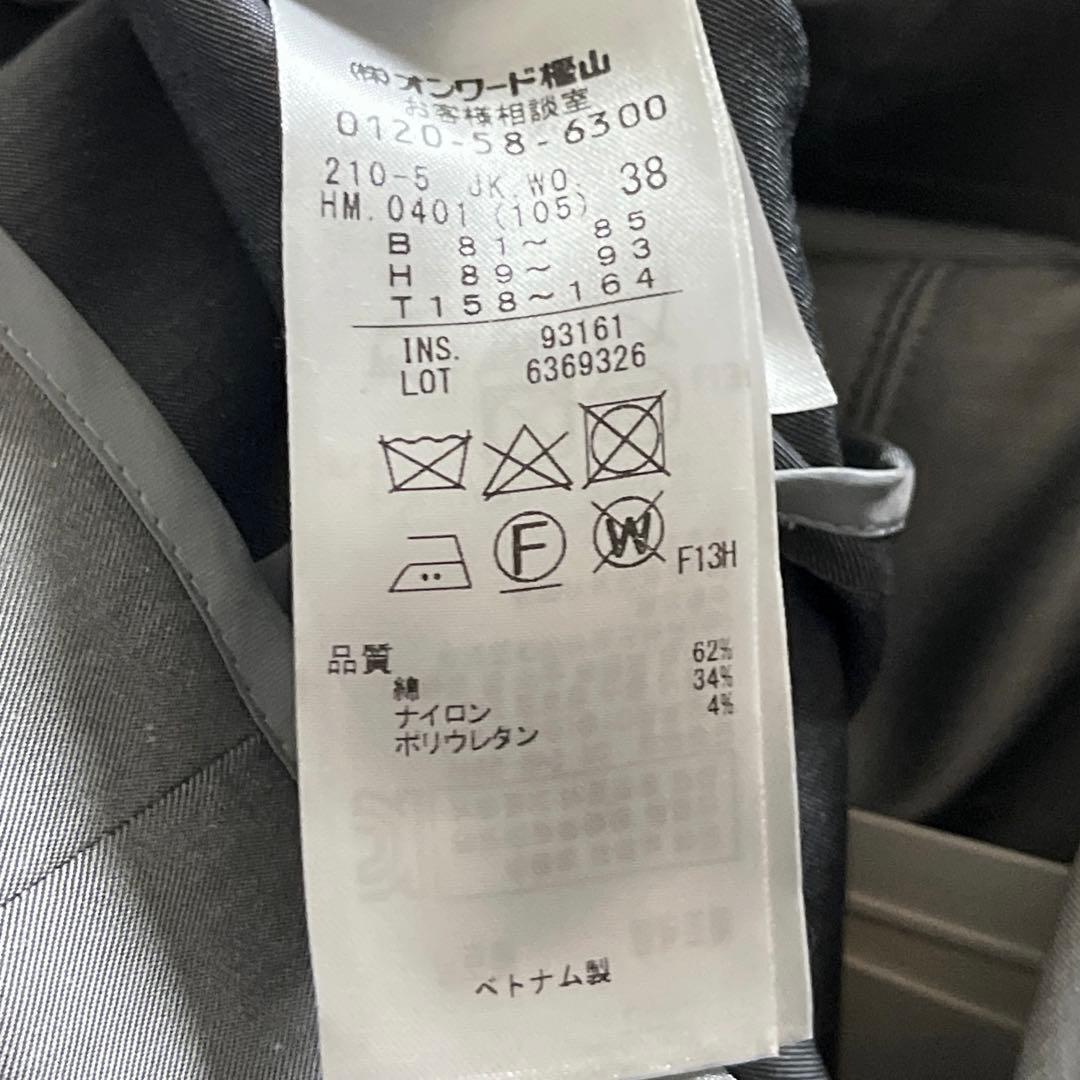 (株)オンワード樫山
お客様相談室
0120-58-6300
210-5 JK.WO. 38
HM.0401 (105)
B 81~ 85
H 89~ 93
T158~164
INS. 93161
LOT 6369326
F W F13H
品質
綿 62%
ナイロン 34%
ポリウレタン 4%
ベトナム製